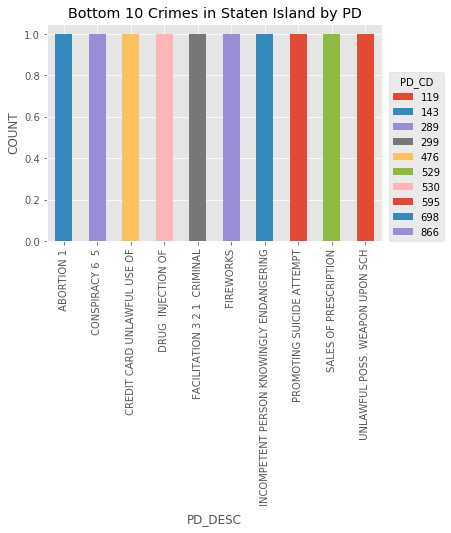 Bottom 10 Crimes in Staten Island by PD
COUNT
1.0
0.8
0.6
0.4
0.2
0.0
ABORTION 1
CONSPIRACY 6 5
CREDIT CARD UNLAWFUL USE OF
DRUG INJECTION OF
FACILITATION 3 2 1 CRIMINAL
FIREWORKS
INCOMPETENT PERSON KNOWINGLY ENDANGERING
PROMOTING SUICIDE ATTEMPT
SALES OF PRESCRIPTION
UNLAWFUL POSS. WEAPON UPON SCH
PD_DESC
PD_CD
119
143
289
299
476
529
530
595
698
866